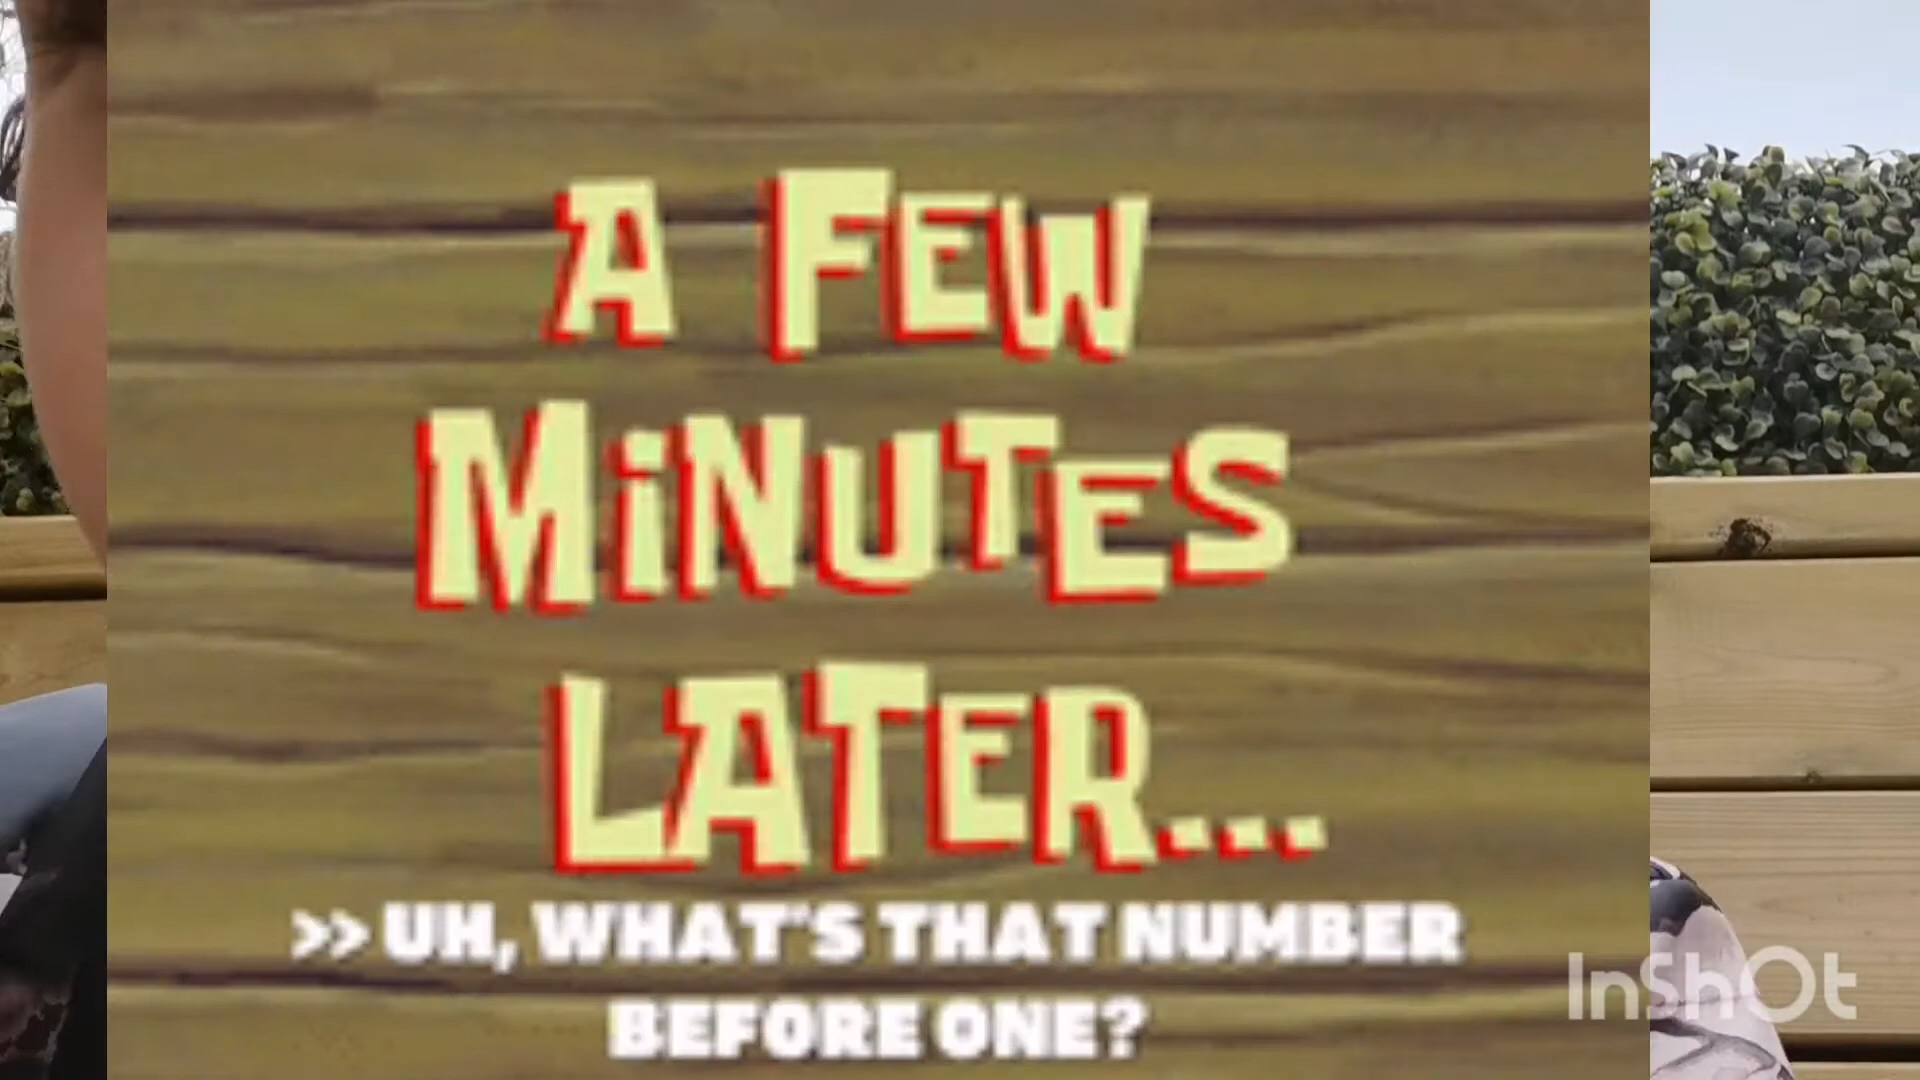 A FEW
MiNUTES
LATER...
>> UH, WHAT'S THAT NUMBER
BEFORE ONE?
InShOt